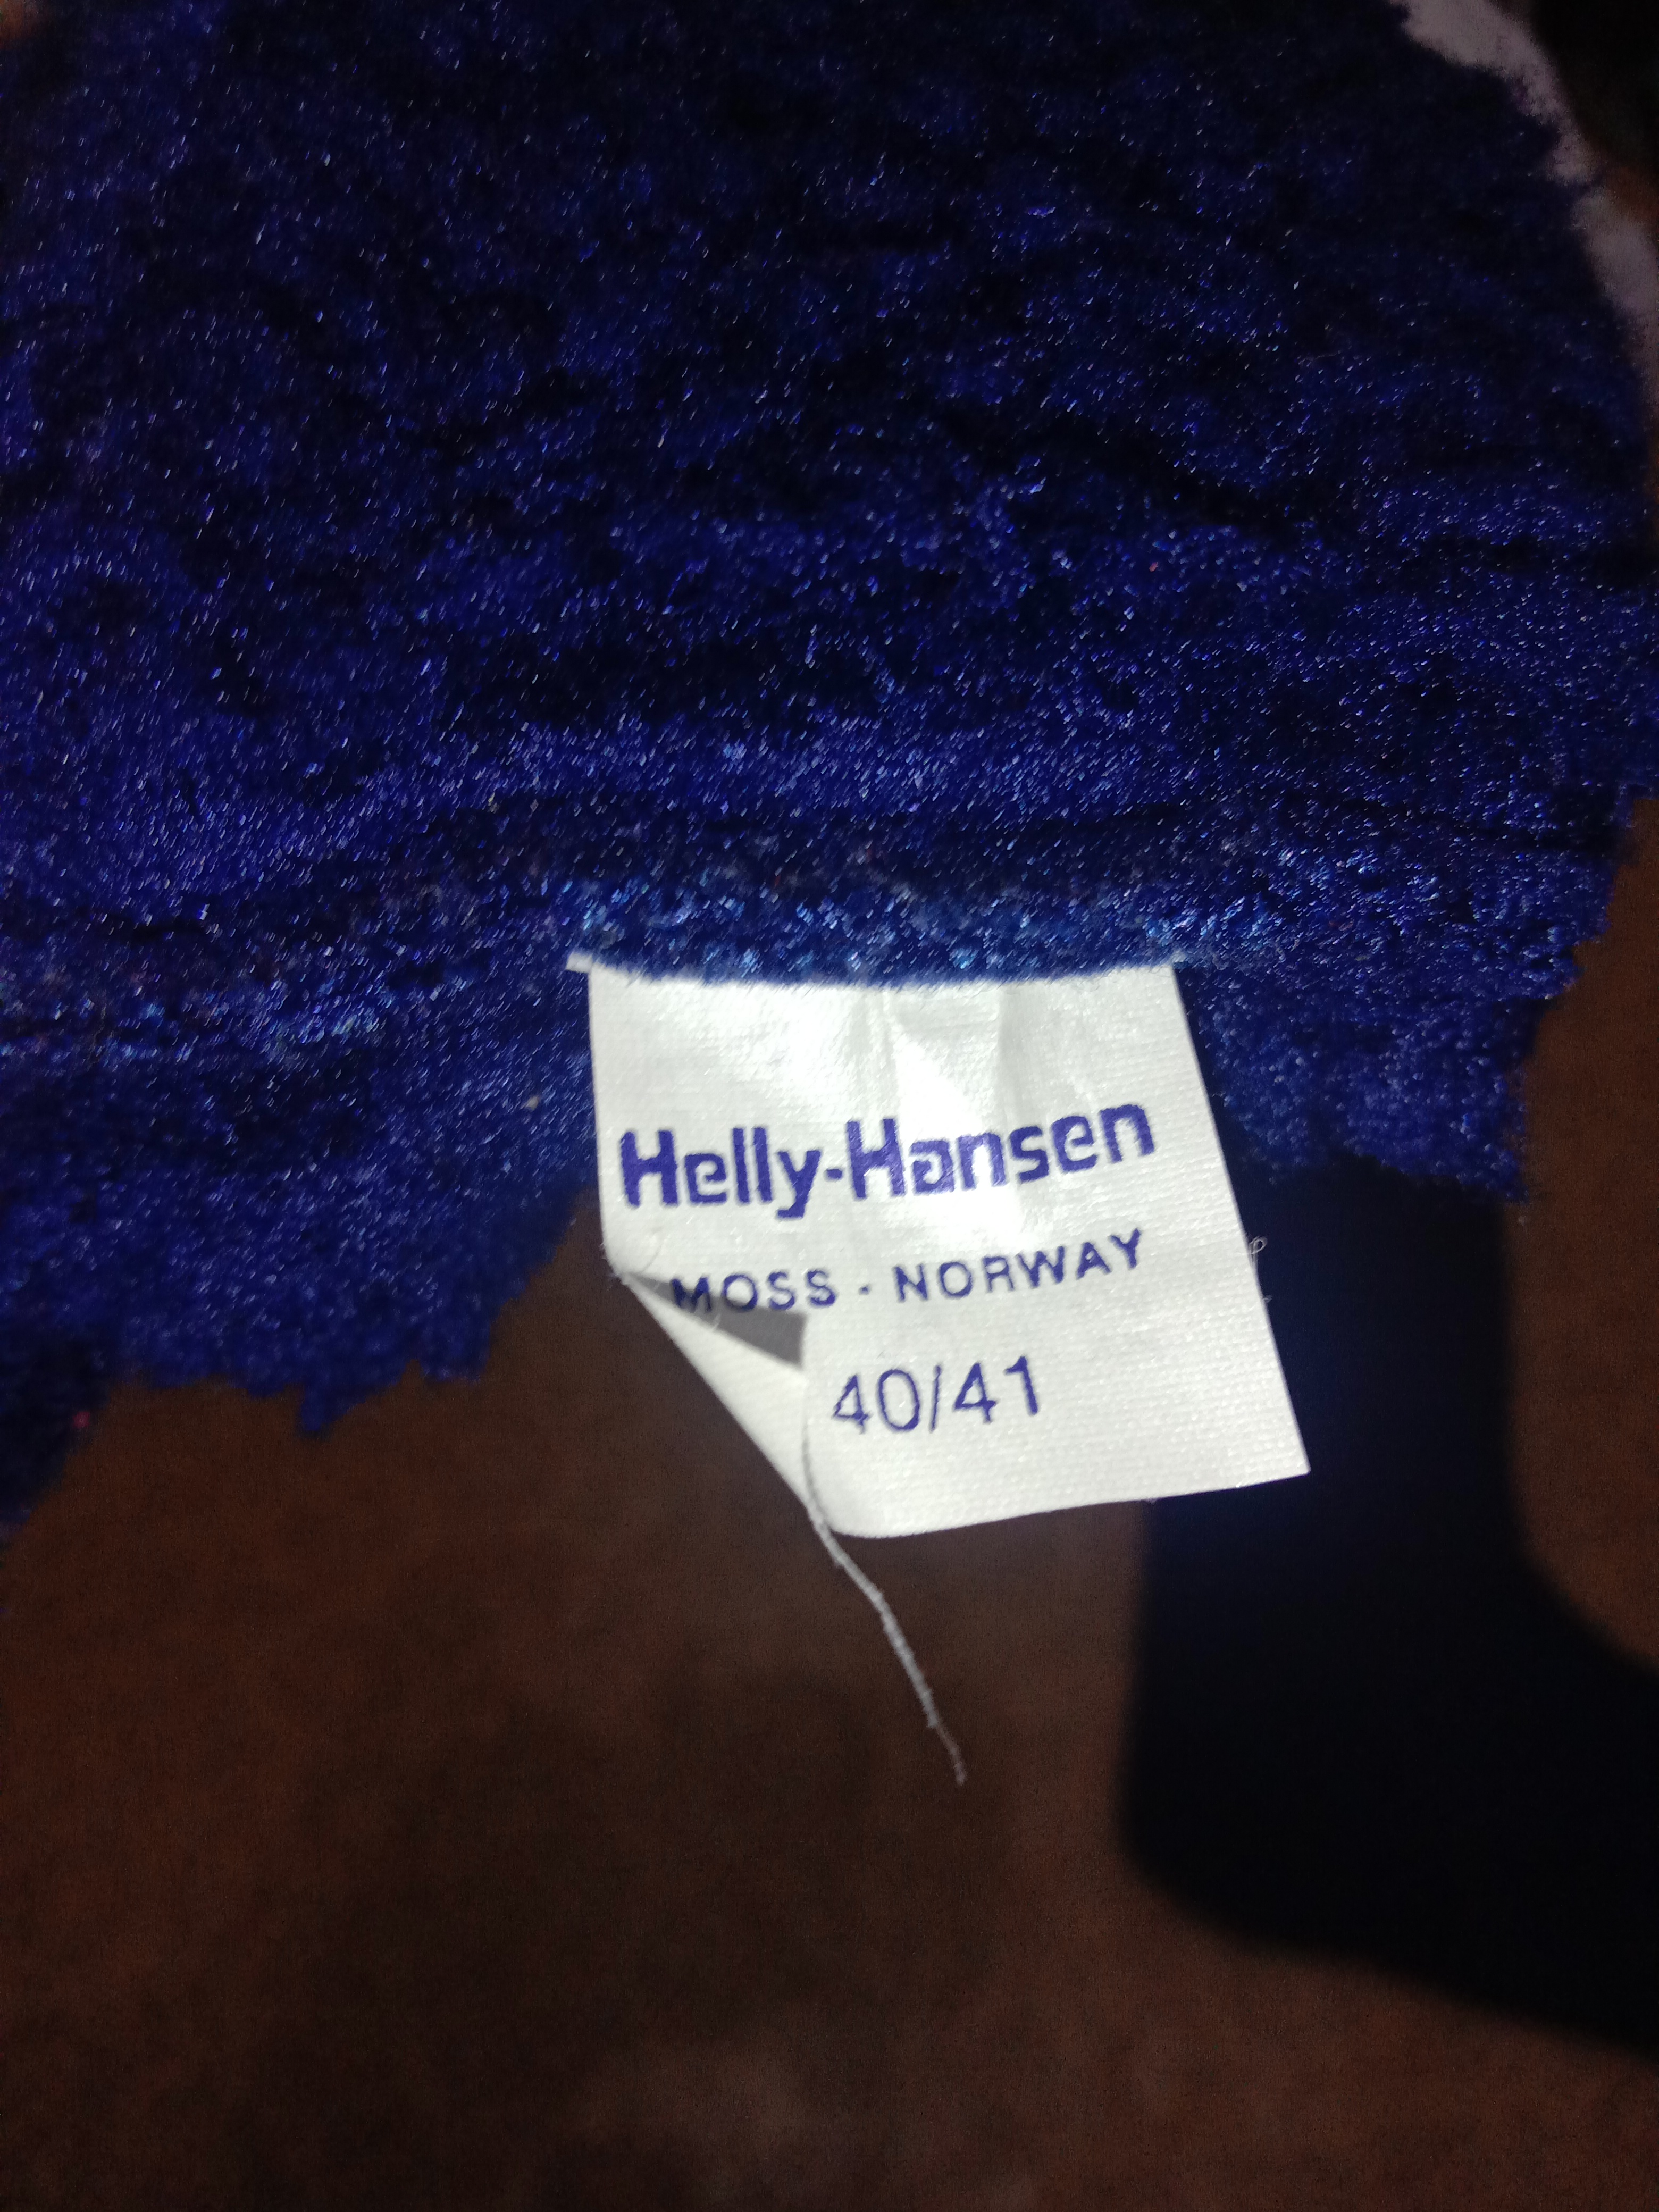 Helly-Hansen
MOSS - NORWAY
40/41